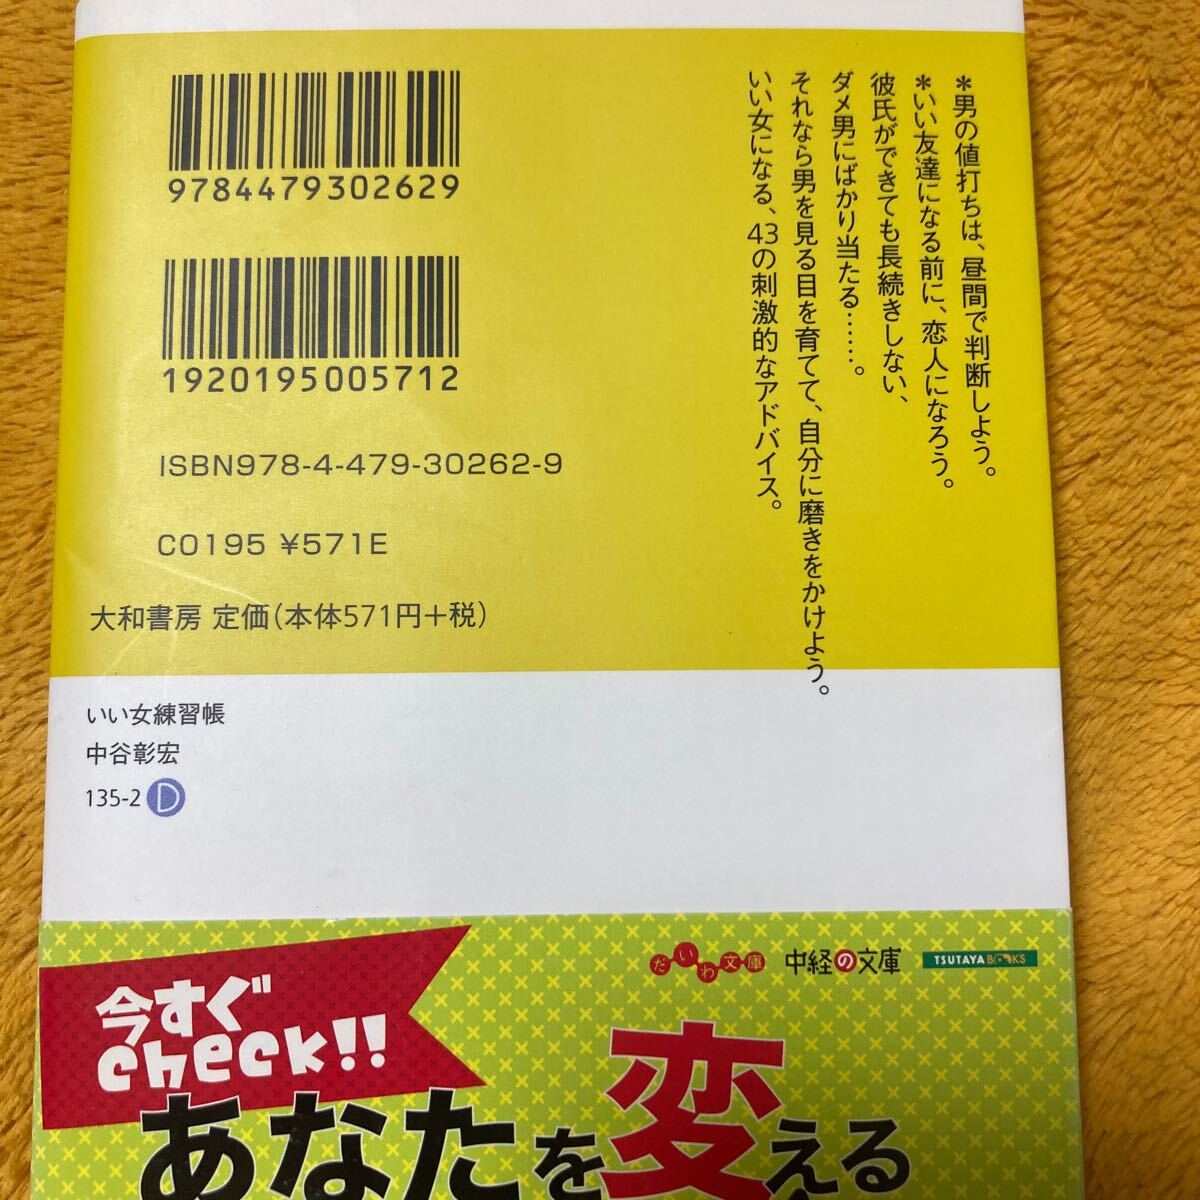 ＊男の値打ちは、昼間で判断しよう。
＊いい友達になる前に、恋人になろう。
彼氏ができても長続きしない、
ダメ男にばかり当たる……。
それなら男を見る目を育てて、自分に磨きをかけよう。
いい女になる、43の刺激的なアドバイス。
9784479302629
1920195005712
ISBN978-4-479-30262-9
C0195 ¥571E
大和書房 定価(本体571円+税)
いい女練習帳
中谷彰宏
135-2 D
だいわ文庫 中経の文庫 TSUTAYA BOOKS
今すぐ
check!!
あなたを変える